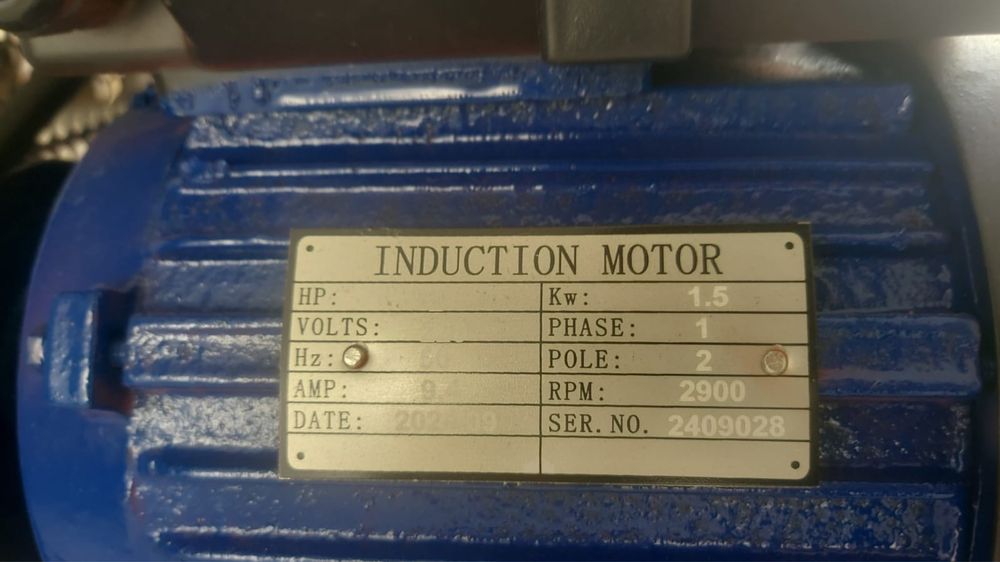 INDUCTION MOTOR
HP:
Kw: 1.5
VOLTS:
PHASE: 1
Hz:
POLE: 2
AMP:
RPM: 2900
DATE:
SER.NO. 2409028